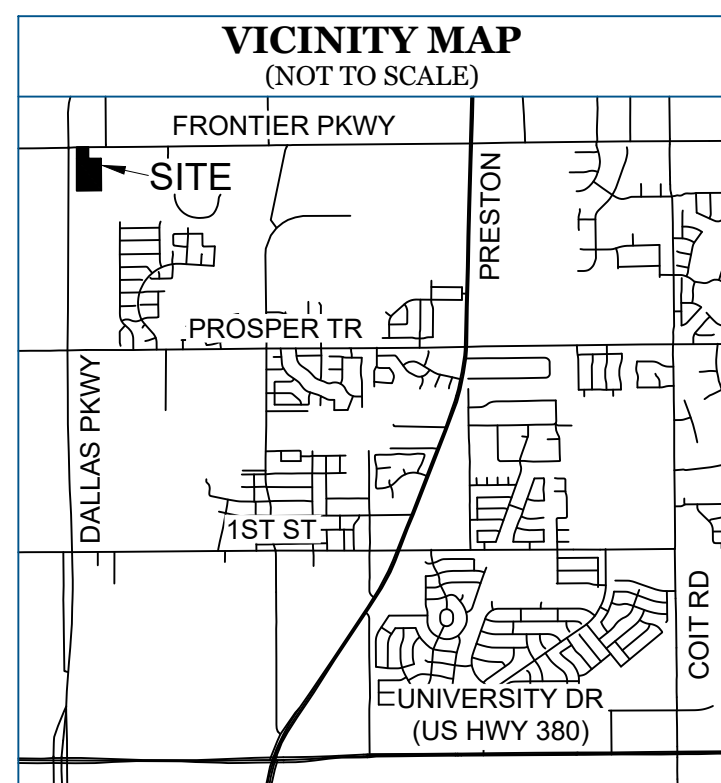 VICINITY MAP
(NOT TO SCALE)
FRONTIER PKWY
SITE
PRESTON
PROSPER TR
DALLAS PKWY
1ST ST
COIT RD
UNIVERSITY DR
(US HWY 380)